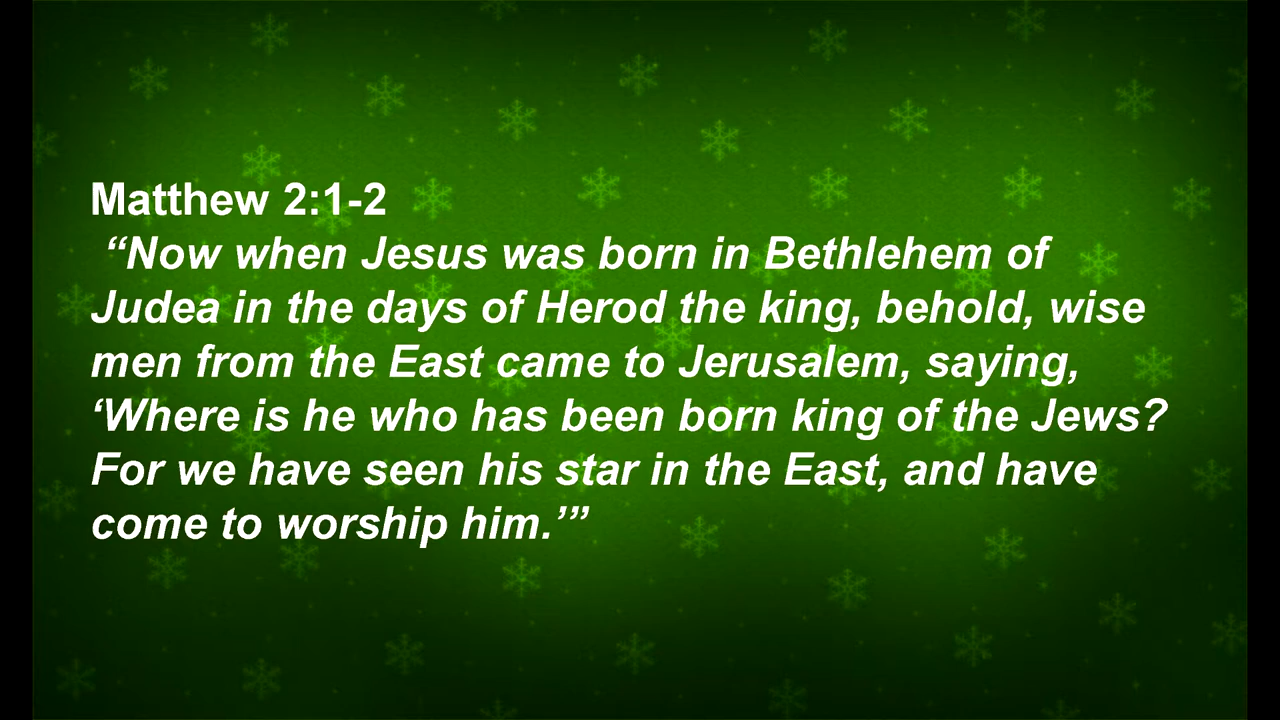 Matthew 2:1-2
“Now when Jesus was born in Bethlehem of
Judea in the days of Herod the king, behold, wise
men from the East came to Jerusalem, saying,
‘Where is he who has been born king of the Jews?
For we have seen his star in the East, and have
come to worship him.’”